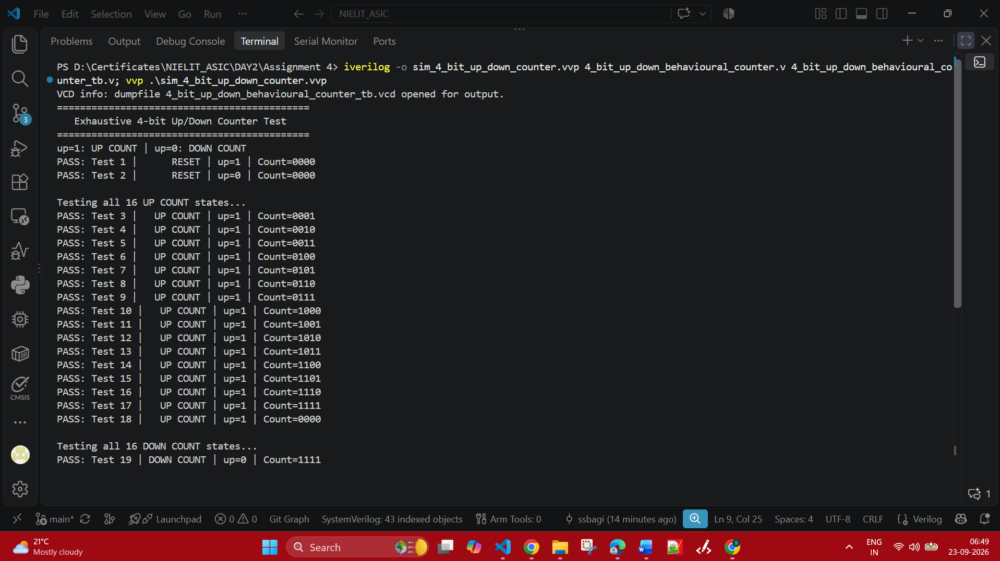 File Edit Selection View Go Run ··· NIELIT_ASIC
Problems Output Debug Console Terminal Serial Monitor Ports
PS D:\Certificates\NIELIT_ASIC\DAY2\Assignment 4> iverilog -o sim_4_bit_up_down_counter.vvp 4_bit_up_down_behavioural_counter.v 4_bit_up_down_behavioural_co
unter_tb.v; vvp .\sim_4_bit_up_down_counter.vvp
VCD info: dumpfile 4_bit_up_down_behavioural_counter_tb.vcd opened for output.
============================================
Exhaustive 4-bit Up/Down Counter Test
============================================
up=1: UP COUNT | up=0: DOWN COUNT
PASS: Test 1 |      RESET | up=1 | Count=0000
PASS: Test 2 |      RESET | up=0 | Count=0000
Testing all 16 UP COUNT states...
PASS: Test 3 |   UP COUNT | up=1 | Count=0001
PASS: Test 4 |   UP COUNT | up=1 | Count=0010
PASS: Test 5 |   UP COUNT | up=1 | Count=0011
PASS: Test 6 |   UP COUNT | up=1 | Count=0100
PASS: Test 7 |   UP COUNT | up=1 | Count=0101
PASS: Test 8 |   UP COUNT | up=1 | Count=0110
PASS: Test 9 |   UP COUNT | up=1 | Count=0111
PASS: Test 10 |   UP COUNT | up=1 | Count=1000
PASS: Test 11 |   UP COUNT | up=1 | Count=1001
PASS: Test 12 |   UP COUNT | up=1 | Count=1010
PASS: Test 13 |   UP COUNT | up=1 | Count=1011
PASS: Test 14 |   UP COUNT | up=1 | Count=1100
PASS: Test 15 |   UP COUNT | up=1 | Count=1101
PASS: Test 16 |   UP COUNT | up=1 | Count=1110
PASS: Test 17 |   UP COUNT | up=1 | Count=1111
PASS: Test 18 |   UP COUNT | up=1 | Count=0000
Testing all 16 DOWN COUNT states...
PASS: Test 19 | DOWN COUNT | up=0 | Count=1111
3
CMSIS
1
main* Launchpad 0 0 Git Graph SystemVerilog: 43 indexed objects Arm Tools: 0 ssbagi (14 minutes ago) Ln 9, Col 25 Spaces: 4 UTF-8 CRLF Verilog
21°C
Mostly cloudy
Search
ENG
IN
06:49
23-09-2026